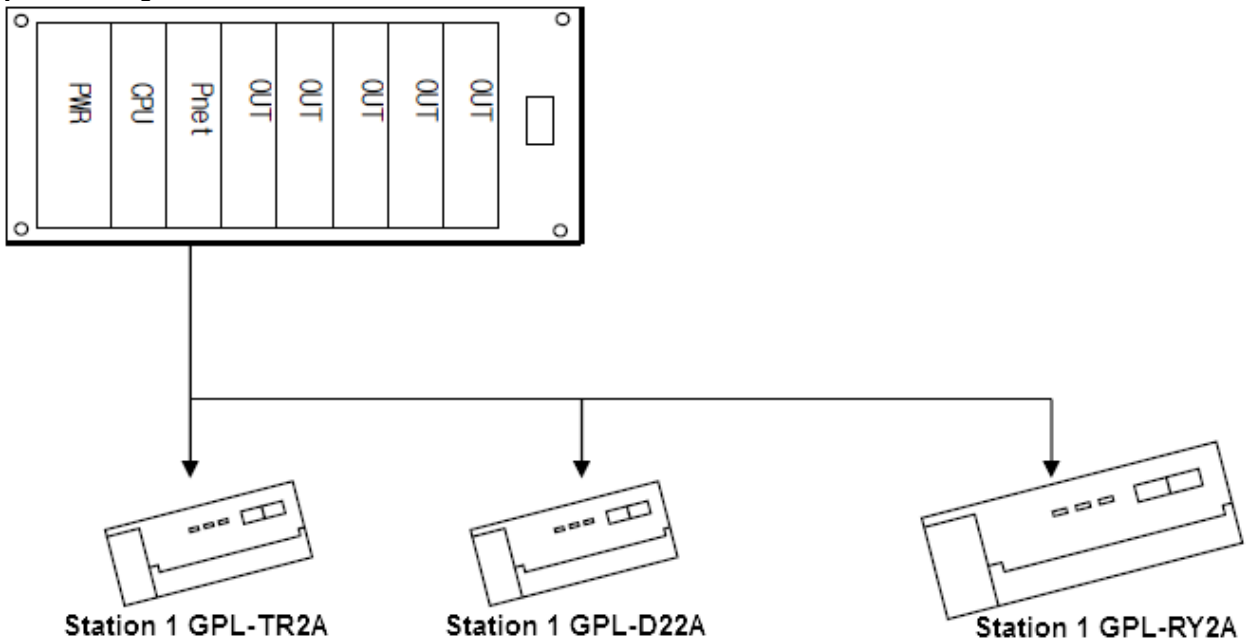 PWR
CPU
Pnet
OUT
OUT
OUT
OUT
OUT
Station 1 GPL-TR2A
Station 1 GPL-D22A
Station 1 GPL-RY2A